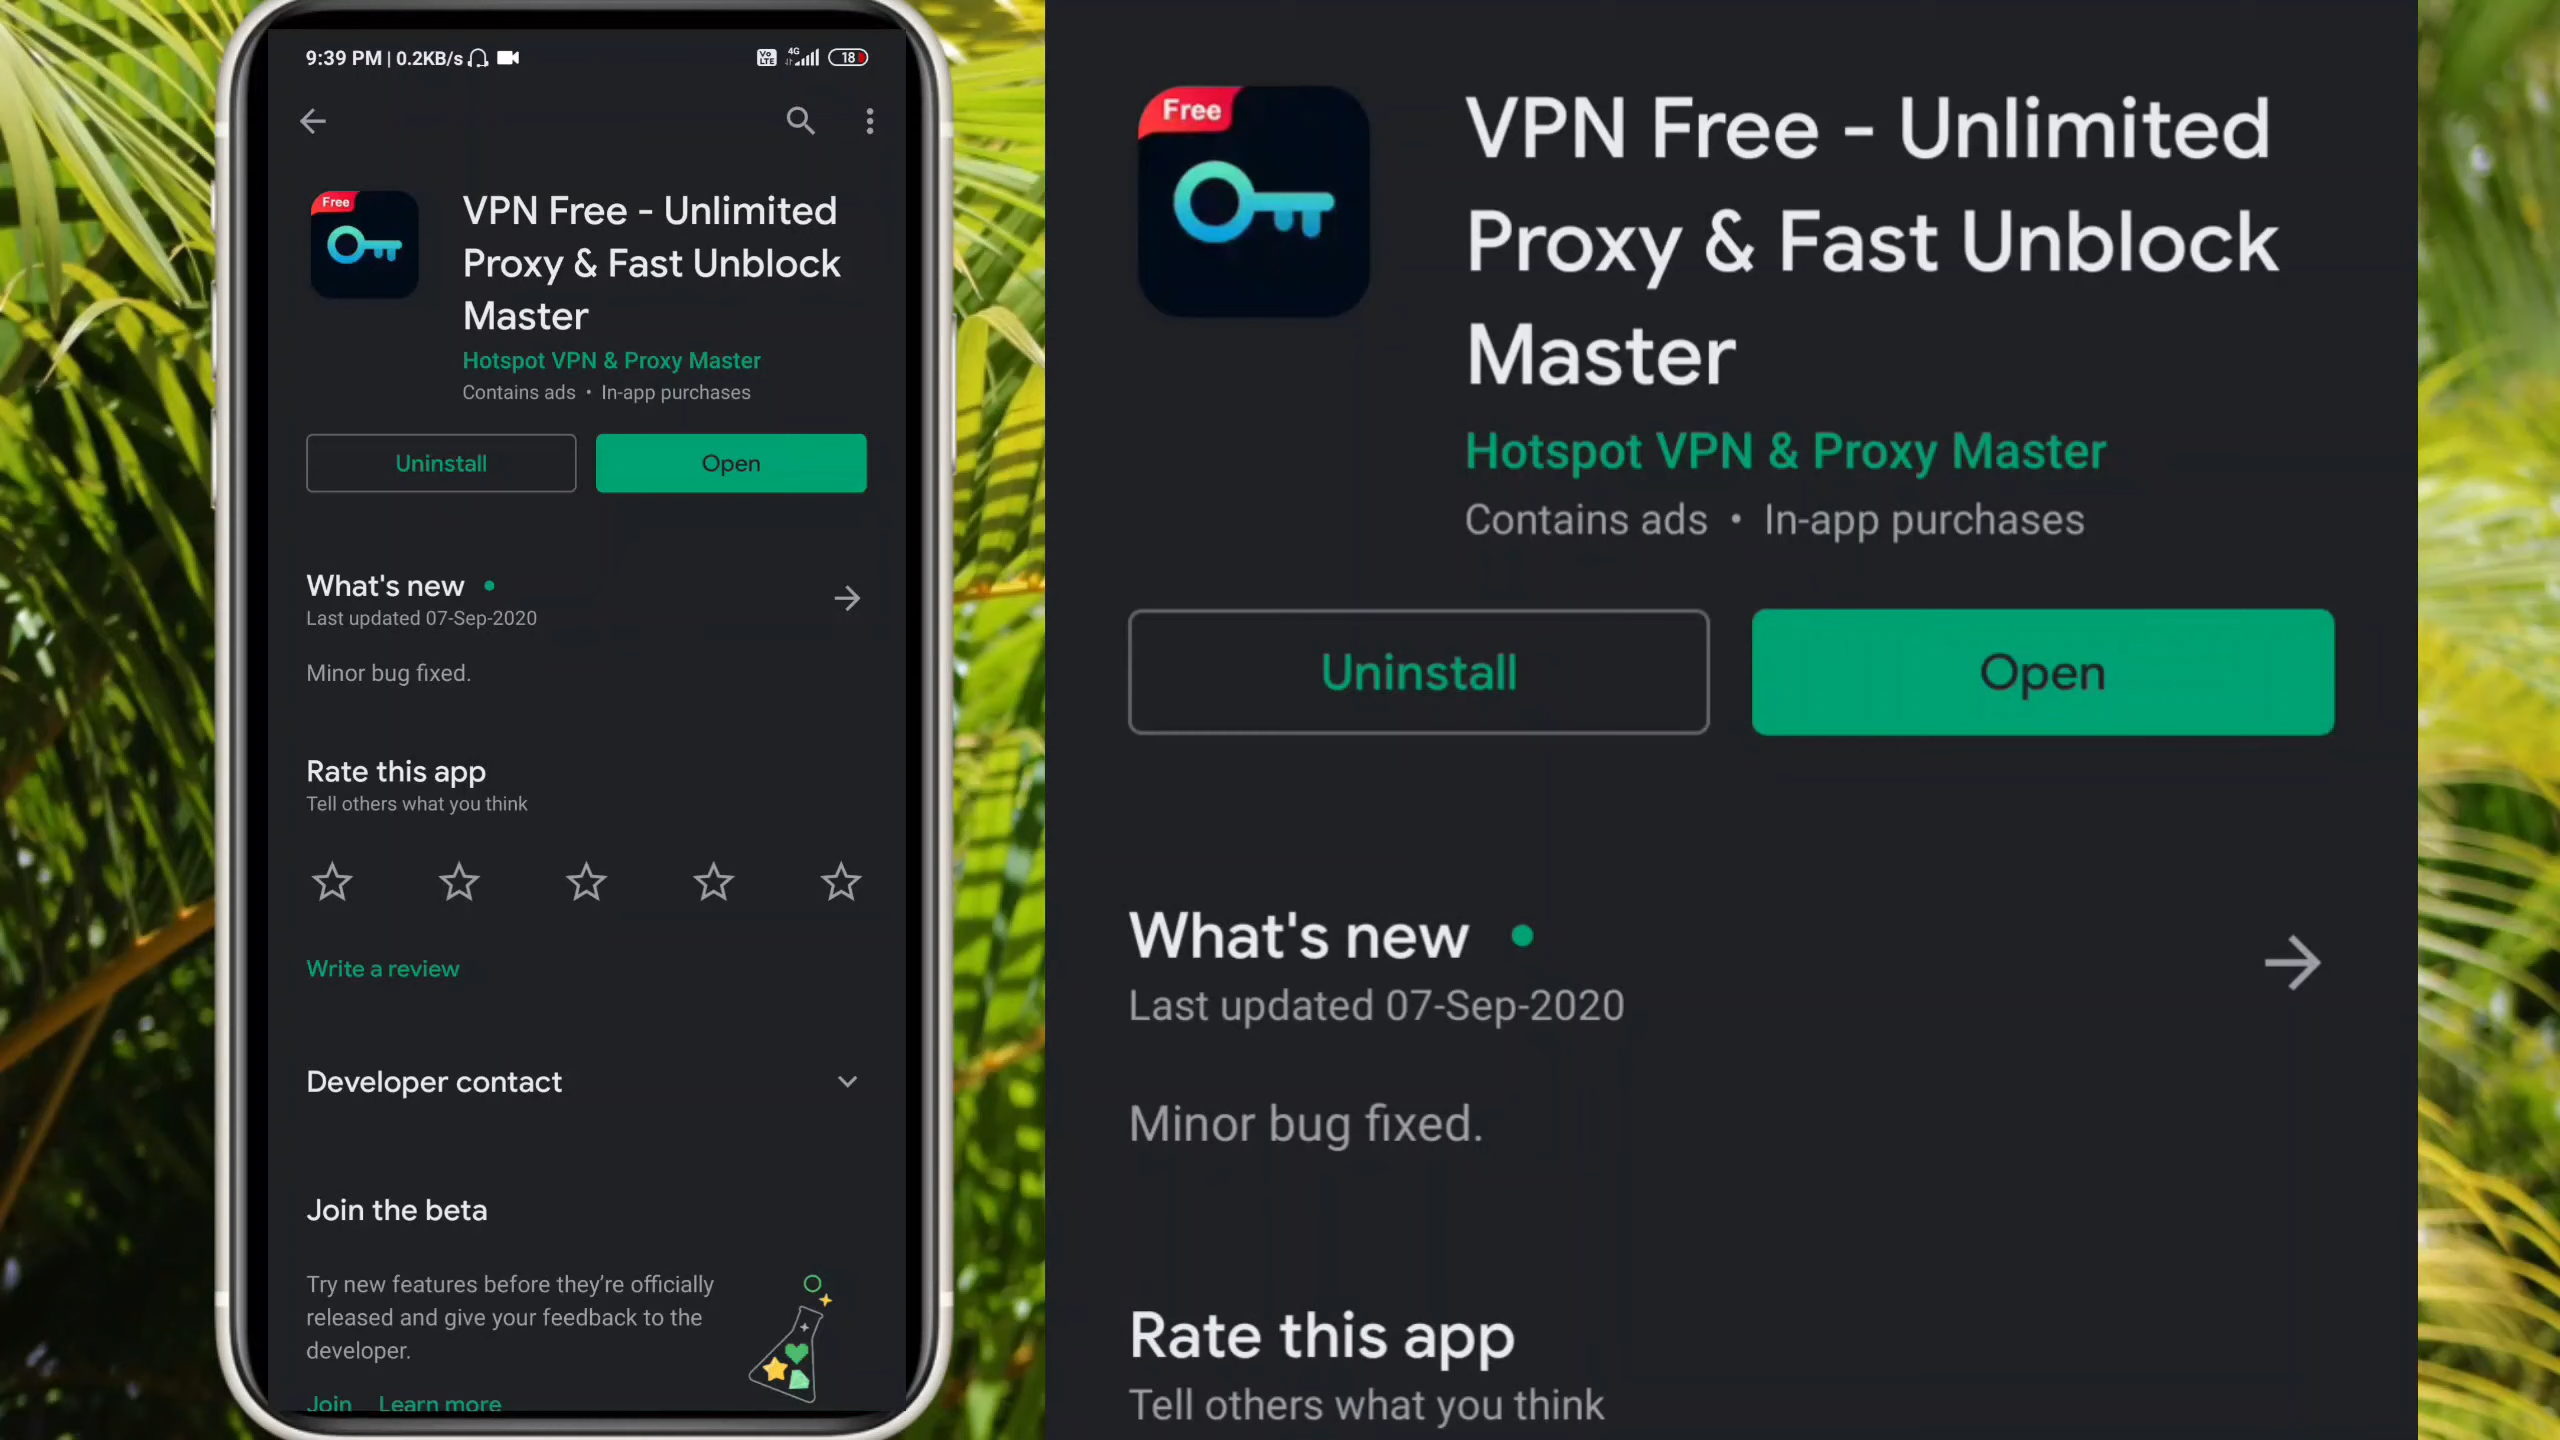 9:39 PM | 0.2KB/s
Vo LTE 4G 18
Free
VPN Free - Unlimited
Proxy & Fast Unblock
Master
Hotspot VPN & Proxy Master
Contains ads • In-app purchases
Uninstall
Open
What's new
Last updated 07-Sep-2020
Minor bug fixed.
Rate this app
Tell others what you think
Write a review
Developer contact
Join the beta
Try new features before they're officially
released and give your feedback to the
developer.
Join Learn more
Free
VPN Free - Unlimited
Proxy & Fast Unblock
Master
Hotspot VPN & Proxy Master
Contains ads • In-app purchases
Uninstall
Open
What's new
Last updated 07-Sep-2020
Minor bug fixed.
Rate this app
Tell others what you think